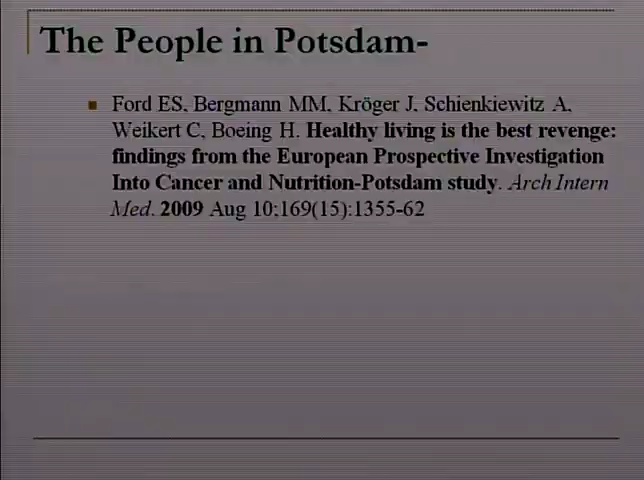 The People in Potsdam-
Ford ES, Bergmann MM, Kröger J, Schienkiewitz A,
Weikert C, Boeing H. Healthy living is the best revenge:
findings from the European Prospective Investigation
Into Cancer and Nutrition-Potsdam study. Arch Intern
Med. 2009 Aug 10;169(15):1355-62